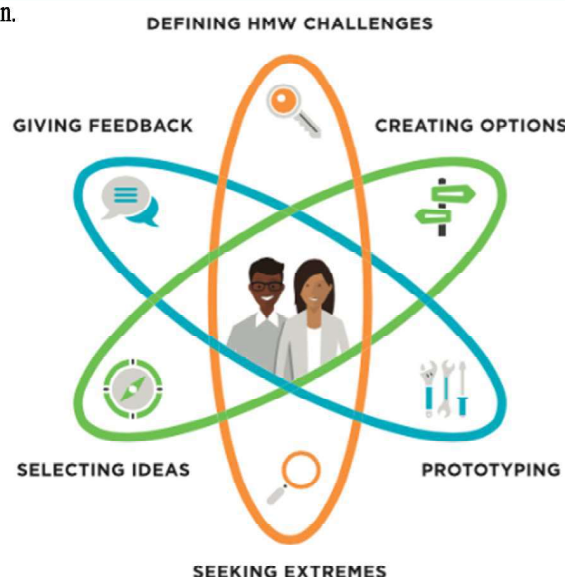 n.
DEFINING HMW CHALLENGES
GIVING FEEDBACK
CREATING OPTIONS
SELECTING IDEAS
PROTOTYPING
SEEKING EXTREMES